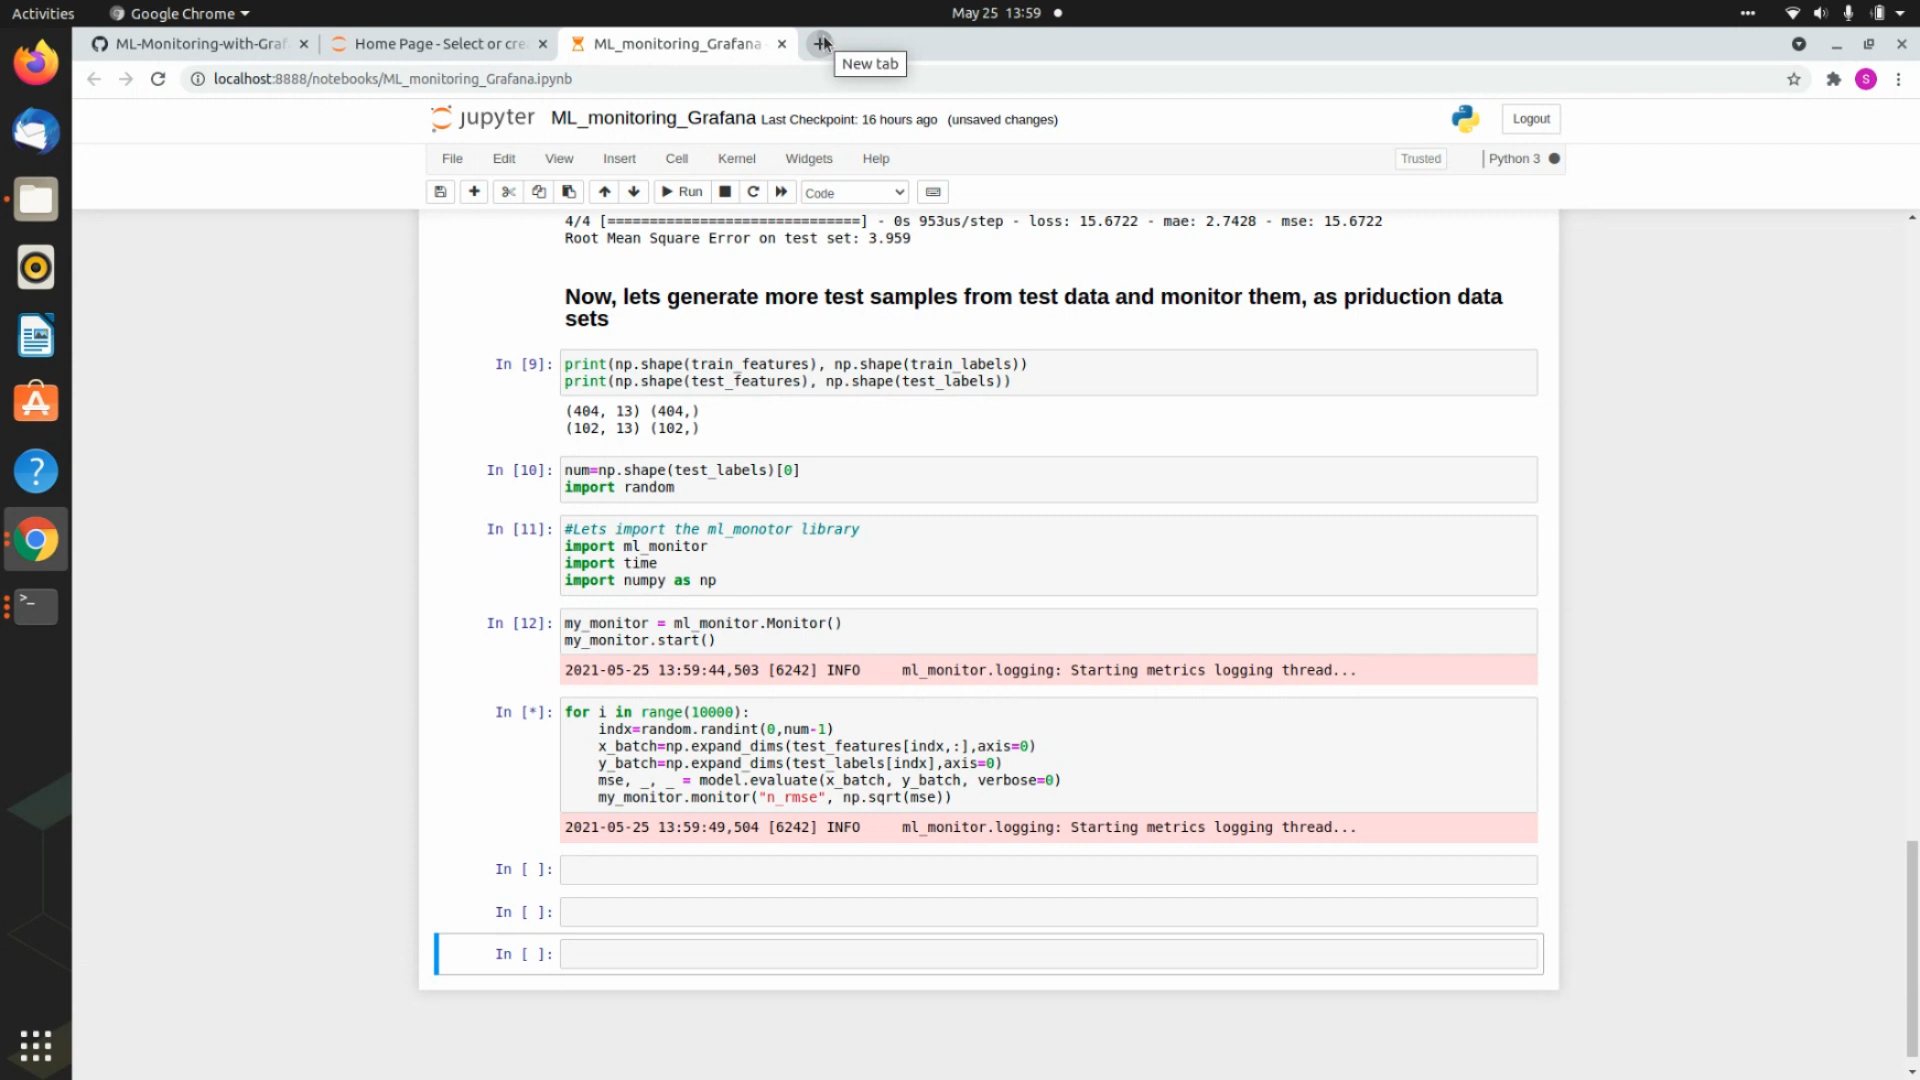 Activities
Google Chrome
May 25 13:59
ML-Monitoring-with-Graf
Home Page - Select or cre
ML_monitoring_Grafana
New tab
localhost:8888/notebooks/ML_monitoring_Grafana.ipynb
S
jupyter ML_monitoring_Grafana Last Checkpoint: 16 hours ago (unsaved changes)
Logout
File Edit View Insert Cell Kernel Widgets Help
Trusted
Python 3
Run
Code
4/4 [==============================] - 0s 953us/step - loss: 15.6722 - mae: 2.7428 - mse: 15.6722
Root Mean Square Error on test set: 3.959
Now, lets generate more test samples from test data and monitor them, as priduction data
sets
In [9]: print(np.shape(train_features), np.shape(train_labels))
print(np.shape(test_features), np.shape(test_labels))
(404, 13) (404,)
(102, 13) (102,)
In [10]: num=np.shape(test_labels)[0]
import random
In [11]: #Lets import the ml_monotor library
import ml_monitor
import time
import numpy as np
In [12]: my_monitor = ml_monitor.Monitor()
my_monitor.start()
2021-05-25 13:59:44,503 [6242] INFO ml_monitor.logging: Starting metrics logging thread...
In [*]: for i in range(10000):
indx=random.randint(0,num-1)
x_batch=np.expand_dims(test_features[indx,:],axis=0)
y_batch=np.expand_dims(test_labels[indx],axis=0)
mse, _, _ = model.evaluate(x_batch, y_batch, verbose=0)
my_monitor.monitor("n_rmse", np.sqrt(mse))
2021-05-25 13:59:49,504 [6242] INFO ml_monitor.logging: Starting metrics logging thread...
In [ ]:
In [ ]:
In [ ]: